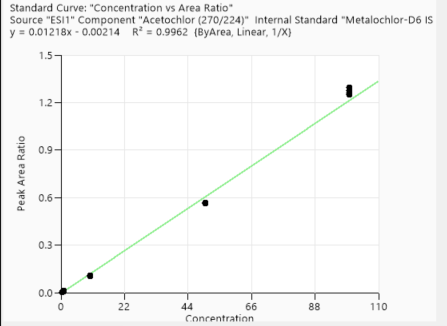 Standard Curve: "Concentration vs Area Ratio"
Source "ESI1" Component "Acetochlor (270/224)" Internal Standard "Metalochlor-D6 IS
y = 0.01218x - 0.00214 R² = 0.9962 {ByArea, Linear, 1/X}
1.5
1.2
0.9
0.6
0.3
0.0
Peak Area Ratio
0 22 44 66 88 110
Concentration